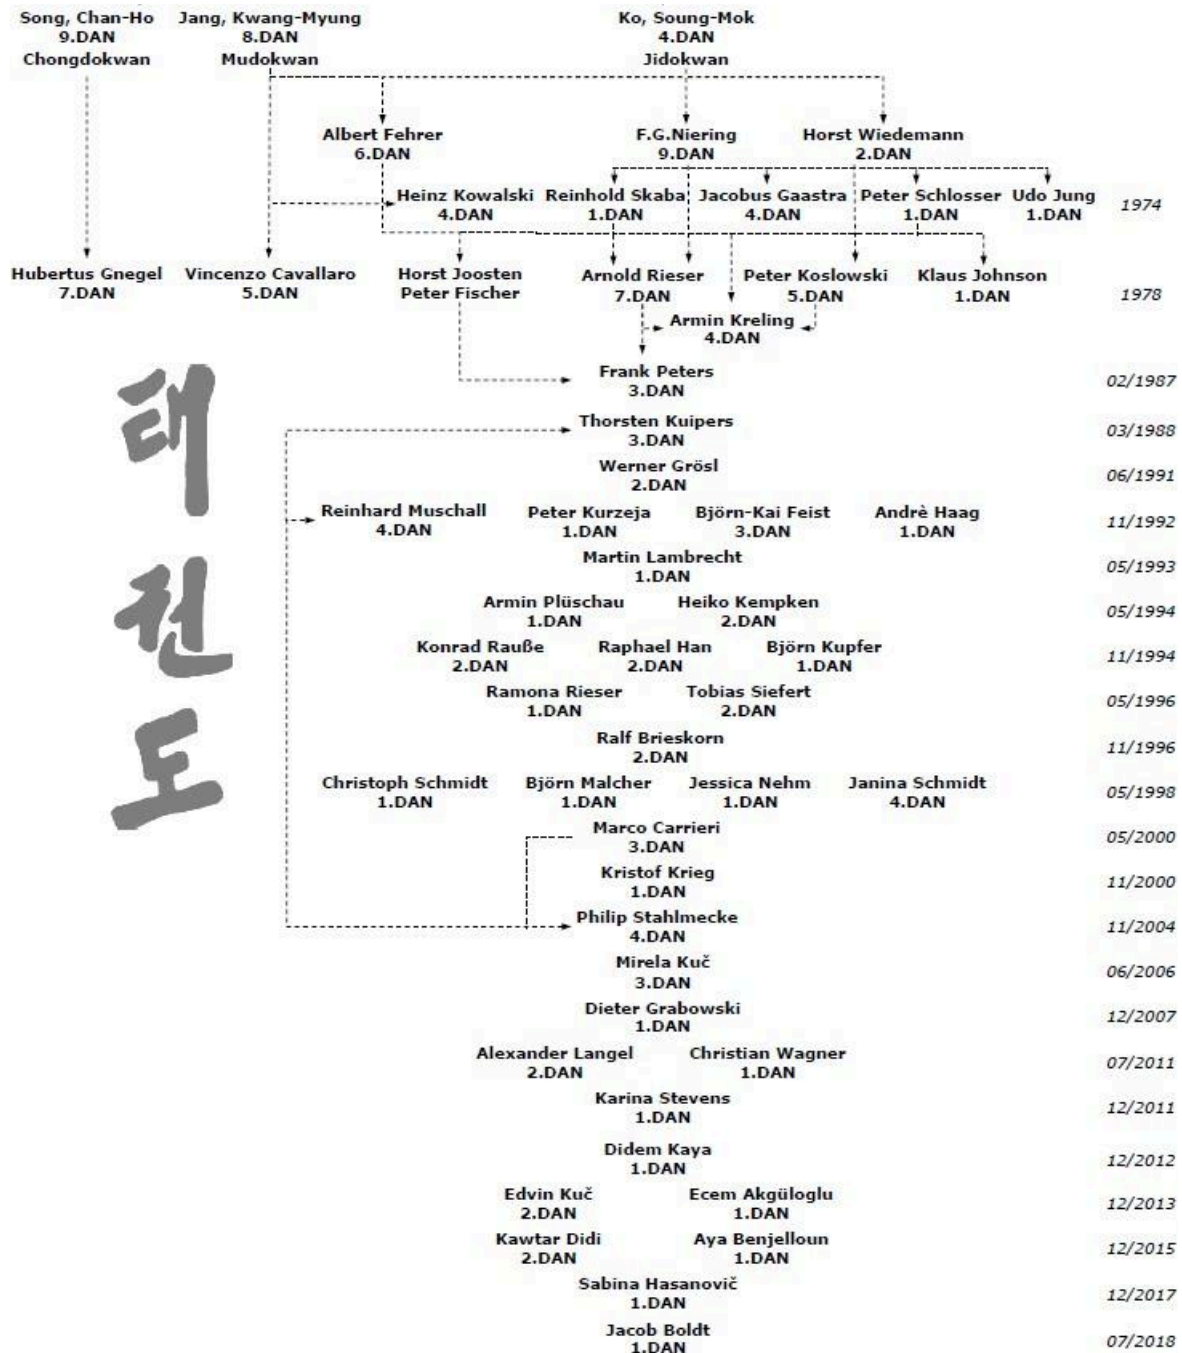 Song, Chan-Ho Jang, Kwang-Myung Ko, Soung-Mok
9.DAN 8.DAN 4.DAN
Chongdokwan Mudokwan Jidokwan
Albert Fehrer F.G.Niering Horst Wiedemann
6.DAN 9.DAN 2.DAN
Heinz Kowalski Reinhold Skaba Jacobus Gaastra Peter Schlosser Udo Jung
4.DAN 1.DAN 4.DAN 1.DAN 1.DAN 1974
Hubertus Gnegel Vincenzo Cavallaro Horst Joosten Arnold Rieser Peter Koslowski Klaus Johnson
7.DAN 5.DAN Peter Fischer 7.DAN 5.DAN 1.DAN 1978
Armin Kreling
4.DAN
Frank Peters
3.DAN 02/1987
Thorsten Kuipers
3.DAN 03/1988
Werner Grösl
2.DAN 06/1991
Reinhard Muschall Peter Kurzeja Björn-Kai Feist Andrè Haag
4.DAN 1.DAN 3.DAN 1.DAN 11/1992
Martin Lambrecht
1.DAN 05/1993
Armin Plüschau Heiko Kempken
1.DAN 2.DAN 05/1994
Konrad Rauße Raphael Han Björn Kupfer
2.DAN 2.DAN 1.DAN 11/1994
Ramona Rieser Tobias Siefert
1.DAN 2.DAN 05/1996
Ralf Brieskorn
2.DAN 11/1996
Christoph Schmidt Björn Malcher Jessica Nehm Janina Schmidt
1.DAN 1.DAN 1.DAN 4.DAN 05/1998
Marco Carrieri
3.DAN 05/2000
Kristof Krieg
1.DAN 11/2000
Philip Stahlmecke
4.DAN 11/2004
Mirela Kuč
3.DAN 06/2006
Dieter Grabowski
1.DAN 12/2007
Alexander Langel Christian Wagner
2.DAN 1.DAN 07/2011
Karina Stevens
1.DAN 12/2011
Didem Kaya
1.DAN 12/2012
Edvin Kuč Ecem Akgüloglu
2.DAN 1.DAN 12/2013
Kawtar Didi Aya Benjelloun
2.DAN 1.DAN 12/2015
Sabina Hasanovič
1.DAN 12/2017
Jacob Boldt
1.DAN 07/2018
태
권
도